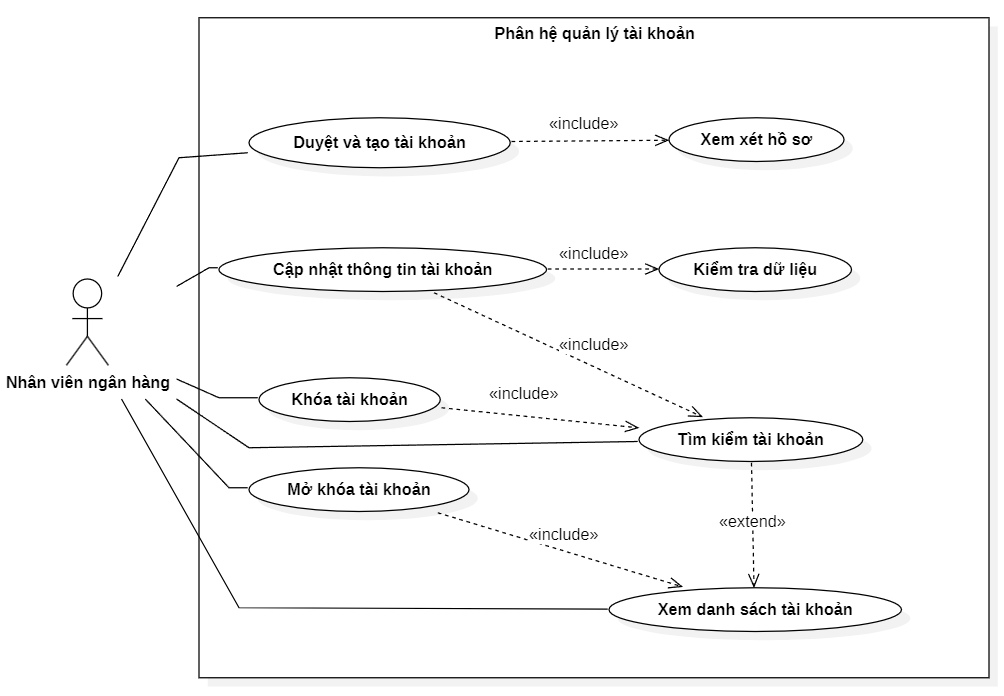 Phân hệ quản lý tài khoản
Duyệt và tạo tài khoản
«include»
Xem xét hồ sơ
Cập nhật thông tin tài khoản
«include»
Kiểm tra dữ liệu
«include»
Nhân viên ngân hàng
Khóa tài khoản
«include»
Tìm kiếm tài khoản
Mở khóa tài khoản
«include»
«extend»
Xem danh sách tài khoản